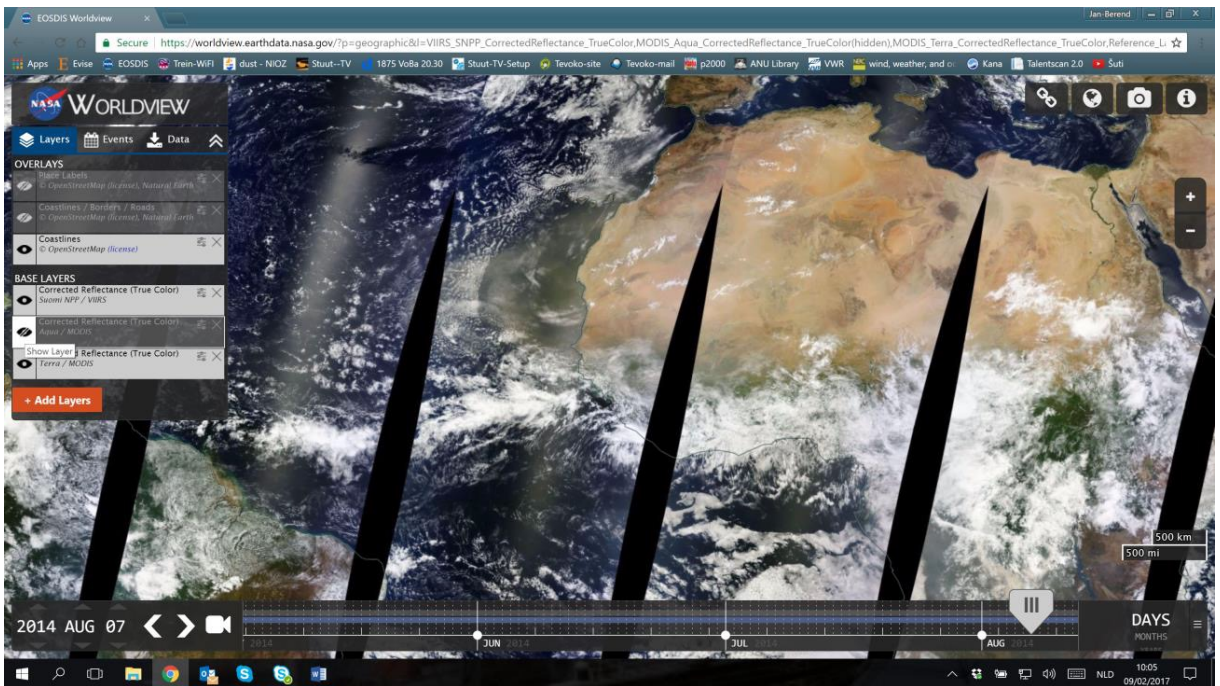 EOSDIS Worldview
Jan-Berend
Secure | https://worldview.earthdata.nasa.gov/?p=geographic&l=VIIRS_SNPP_CorrectedReflectance_TrueColor,MODIS_Aqua_CorrectedReflectance_TrueColor(hidden),MODIS_Terra_CorrectedReflectance_TrueColor,Reference_L
Apps Evise EOSDIS Trein-WiFI dust - NIOZ Stuut--TV 1875 VoBa 20.30 Stuut-TV-Setup Tevoko-site Tevoko-mail p2000 ANU Library VWR wind, weather, and Kana Talentscan 2.0 Šuti
NASA WORLDVIEW
Layers Events Data
OVERLAYS
Place Labels
© OpenStreetMap (license), Natural Earth
Coastlines / Borders / Roads
© OpenStreetMap (license), Natural Earth
Coastlines
© OpenStreetMap (license)
BASE LAYERS
Corrected Reflectance (True Color)
Suomi NPP / VIIRS
Corrected Reflectance (True Color)
Aqua / MODIS
Show Layer
d Reflectance (True Color)
Terra / MODIS
+ Add Layers
500 km
500 mi
2014 AUG 07
2014
JUN 2014
JUL 2014
AUG 2014
DAYS
MONTHS
NLD
10:05
09/02/2017